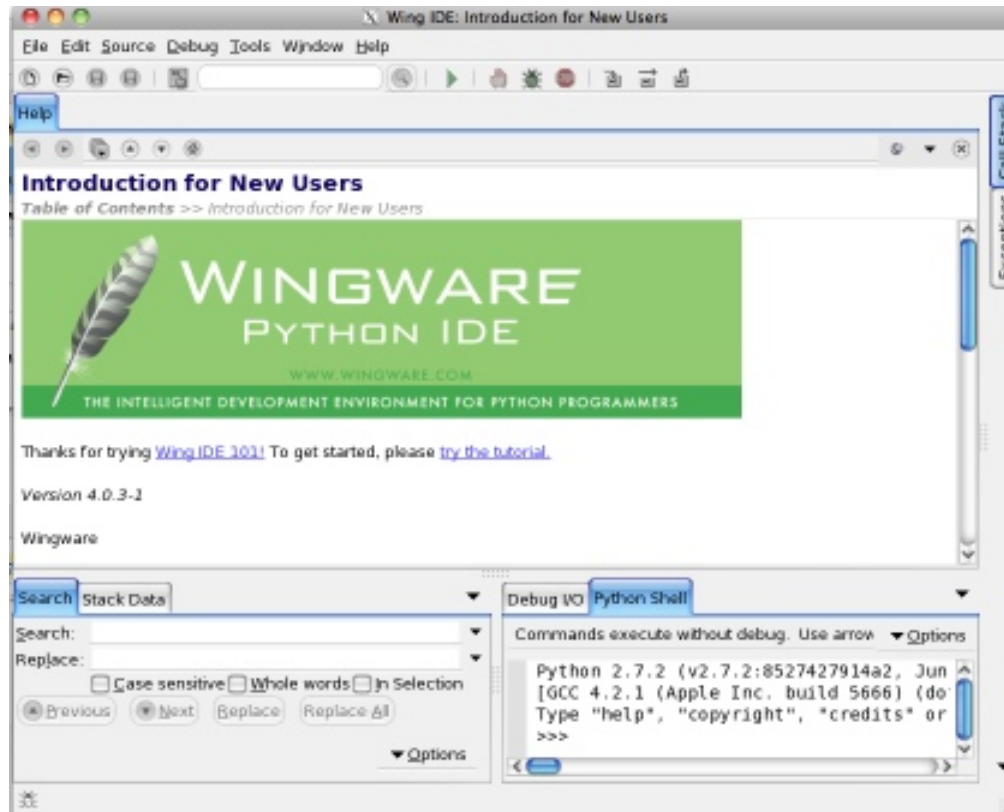 Wing IDE: Introduction for New Users
File Edit Source Debug Tools Window Help
Help
Introduction for New Users
Table of Contents >> Introduction for New Users
WINGWARE
PYTHON IDE
WWW.WINGWARE.COM
THE INTELLIGENT DEVELOPMENT ENVIRONMENT FOR PYTHON PROGRAMMERS
Thanks for trying Wing IDE 101! To get started, please try the tutorial.
Version 4.0.3-1
Wingware
Call Stack
Exceptions
Search Stack Data
Search:
Replace:
Case sensitive Whole words In Selection
Previous Next Replace Replace All
Options
Debug I/O Python Shell
Commands execute without debug. Use arrow Options
Python 2.7.2 (v2.7.2:8527427914a2, Jun
[GCC 4.2.1 (Apple Inc. build 5666) (do
Type "help", "copyright", "credits" or
>>>